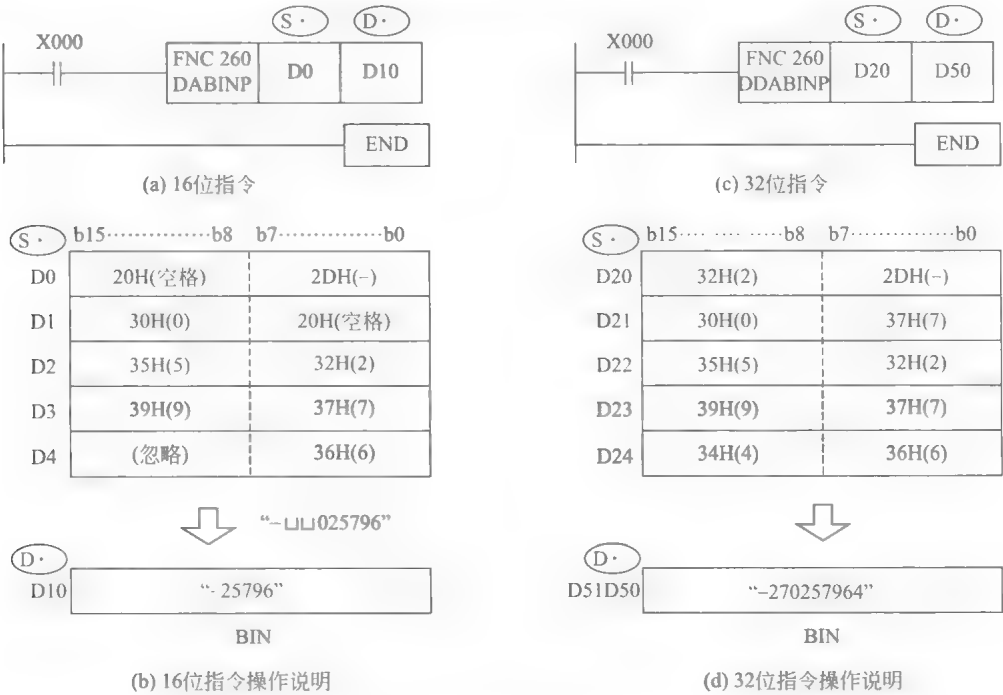 S· D·
X000
FNC 260
DABINP
D0
D10
END
(a) 16位指令
S· D·
X000
FNC 260
DDABINP
D20
D50
END
(c) 32位指令
S· b15……………b8 b7……………b0
D0 20H(空格) 2DH(-)
D1 30H(0) 20H(空格)
D2 35H(5) 32H(2)
D3 39H(9) 37H(7)
D4 (忽略) 36H(6)
“-⊔⊔025796”
D·
D10 “-25796”
BIN
(b) 16位指令操作说明
S· b15……………b8 b7……………b0
D20 32H(2) 2DH(-)
D21 30H(0) 37H(7)
D22 35H(5) 32H(2)
D23 39H(9) 37H(7)
D24 34H(4) 36H(6)
D·
D51D50 “-270257964”
BIN
(d) 32位指令操作说明